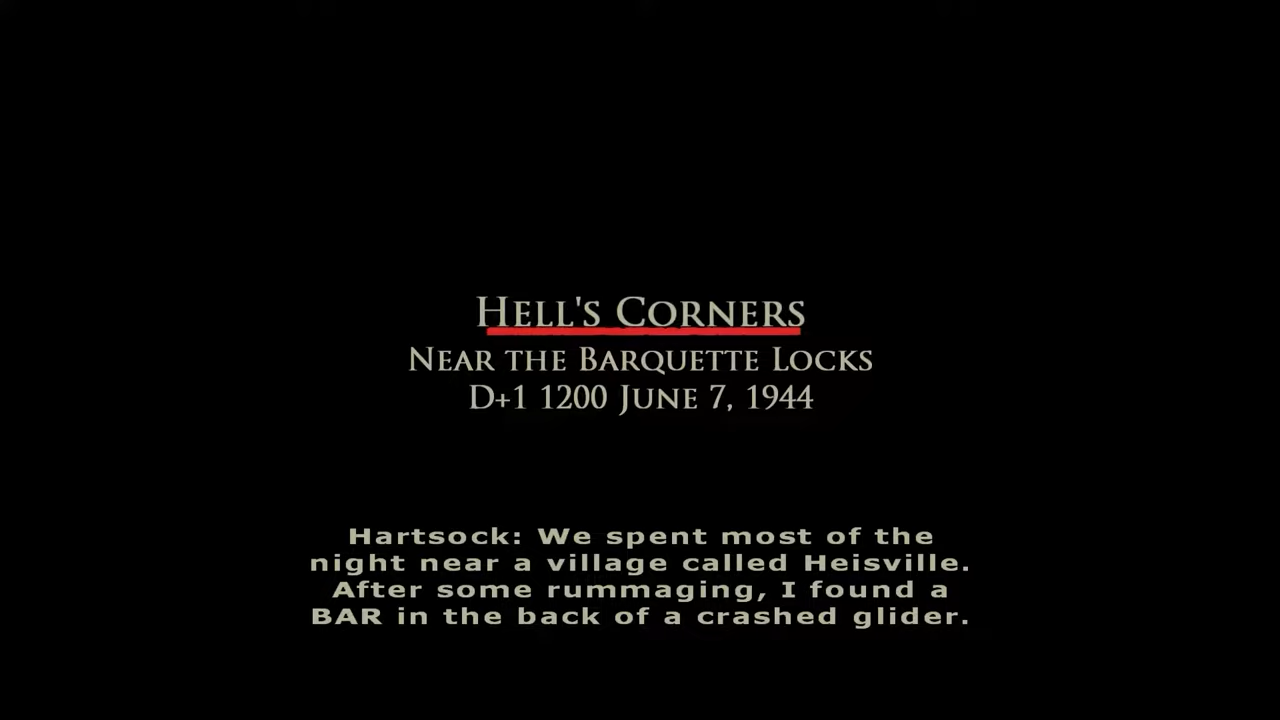 Hell's Corners
Near the Barquette Locks
D+1 1200 June 7, 1944
Hartsock: We spent most of the
night near a village called Heisville.
After some rummaging, I found a
BAR in the back of a crashed glider.